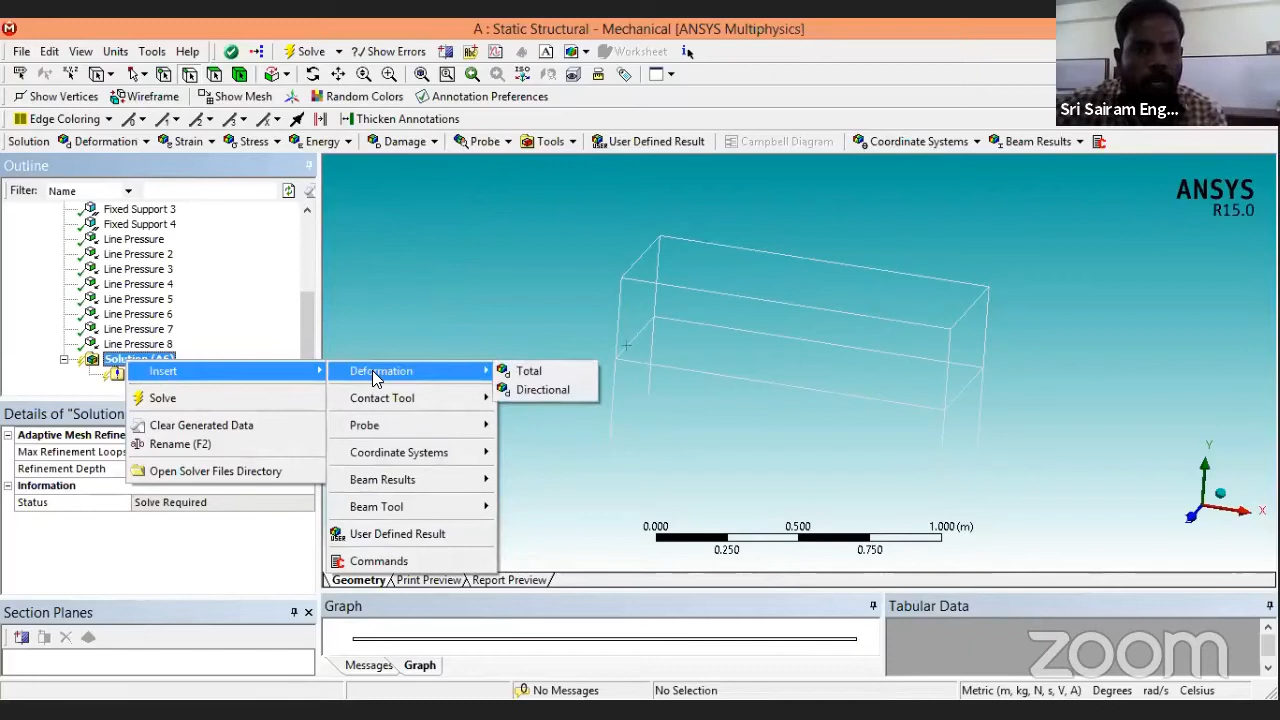 A : Static Structural - Mechanical [ANSYS Multiphysics]
File Edit View Units Tools Help Solve ?/ Show Errors Worksheet
Show Vertices Wireframe Show Mesh Random Colors Annotation Preferences
Edge Coloring Thicken Annotations
Solution Deformation Strain Stress Energy Damage Probe Tools User Defined Result Campbell Diagram Coordinate Systems Beam Results
Sri Sairam Eng...
Outline
Filter: Name
Fixed Support 3
Fixed Support 4
Line Pressure
Line Pressure 2
Line Pressure 3
Line Pressure 4
Line Pressure 5
Line Pressure 6
Line Pressure 7
Line Pressure 8
Solution (A6)
Insert
Solve
Clear Generated Data
Rename (F2)
Open Solver Files Directory
Deformation
Contact Tool
Probe
Coordinate Systems
Beam Results
Beam Tool
User Defined Result
Commands
Total
Directional
Details of "Solution
Adaptive Mesh Refine
Max Refinement Loops
Refinement Depth
Information
Status Solve Required
ANSYS
R15.0
Y
X
0.000 0.500 1.000 (m)
0.250 0.750
Geometry Print Preview Report Preview
Section Planes
Graph
Tabular Data
Messages Graph
zoom
0 No Messages No Selection Metric (m, kg, N, s, V, A) Degrees rad/s Celsius